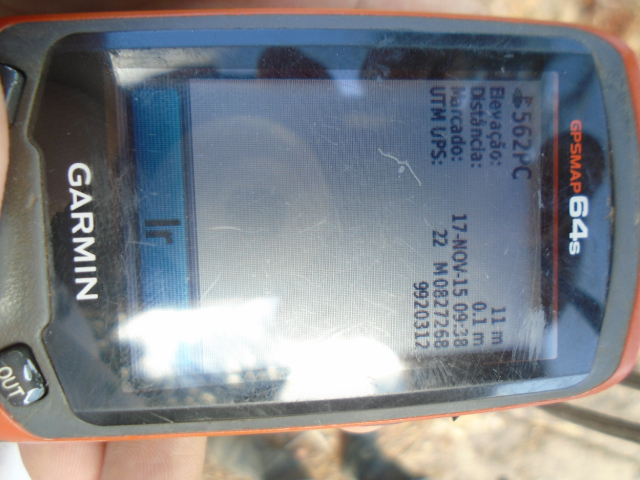 GPSMAP 64s
562PC
Elevação: 11 m
Distância: 0.1 m
Marcado: 17-NOV-15 09:38
UTM UPS: 22 M 0827268
9920312
Ir
GARMIN
OUT